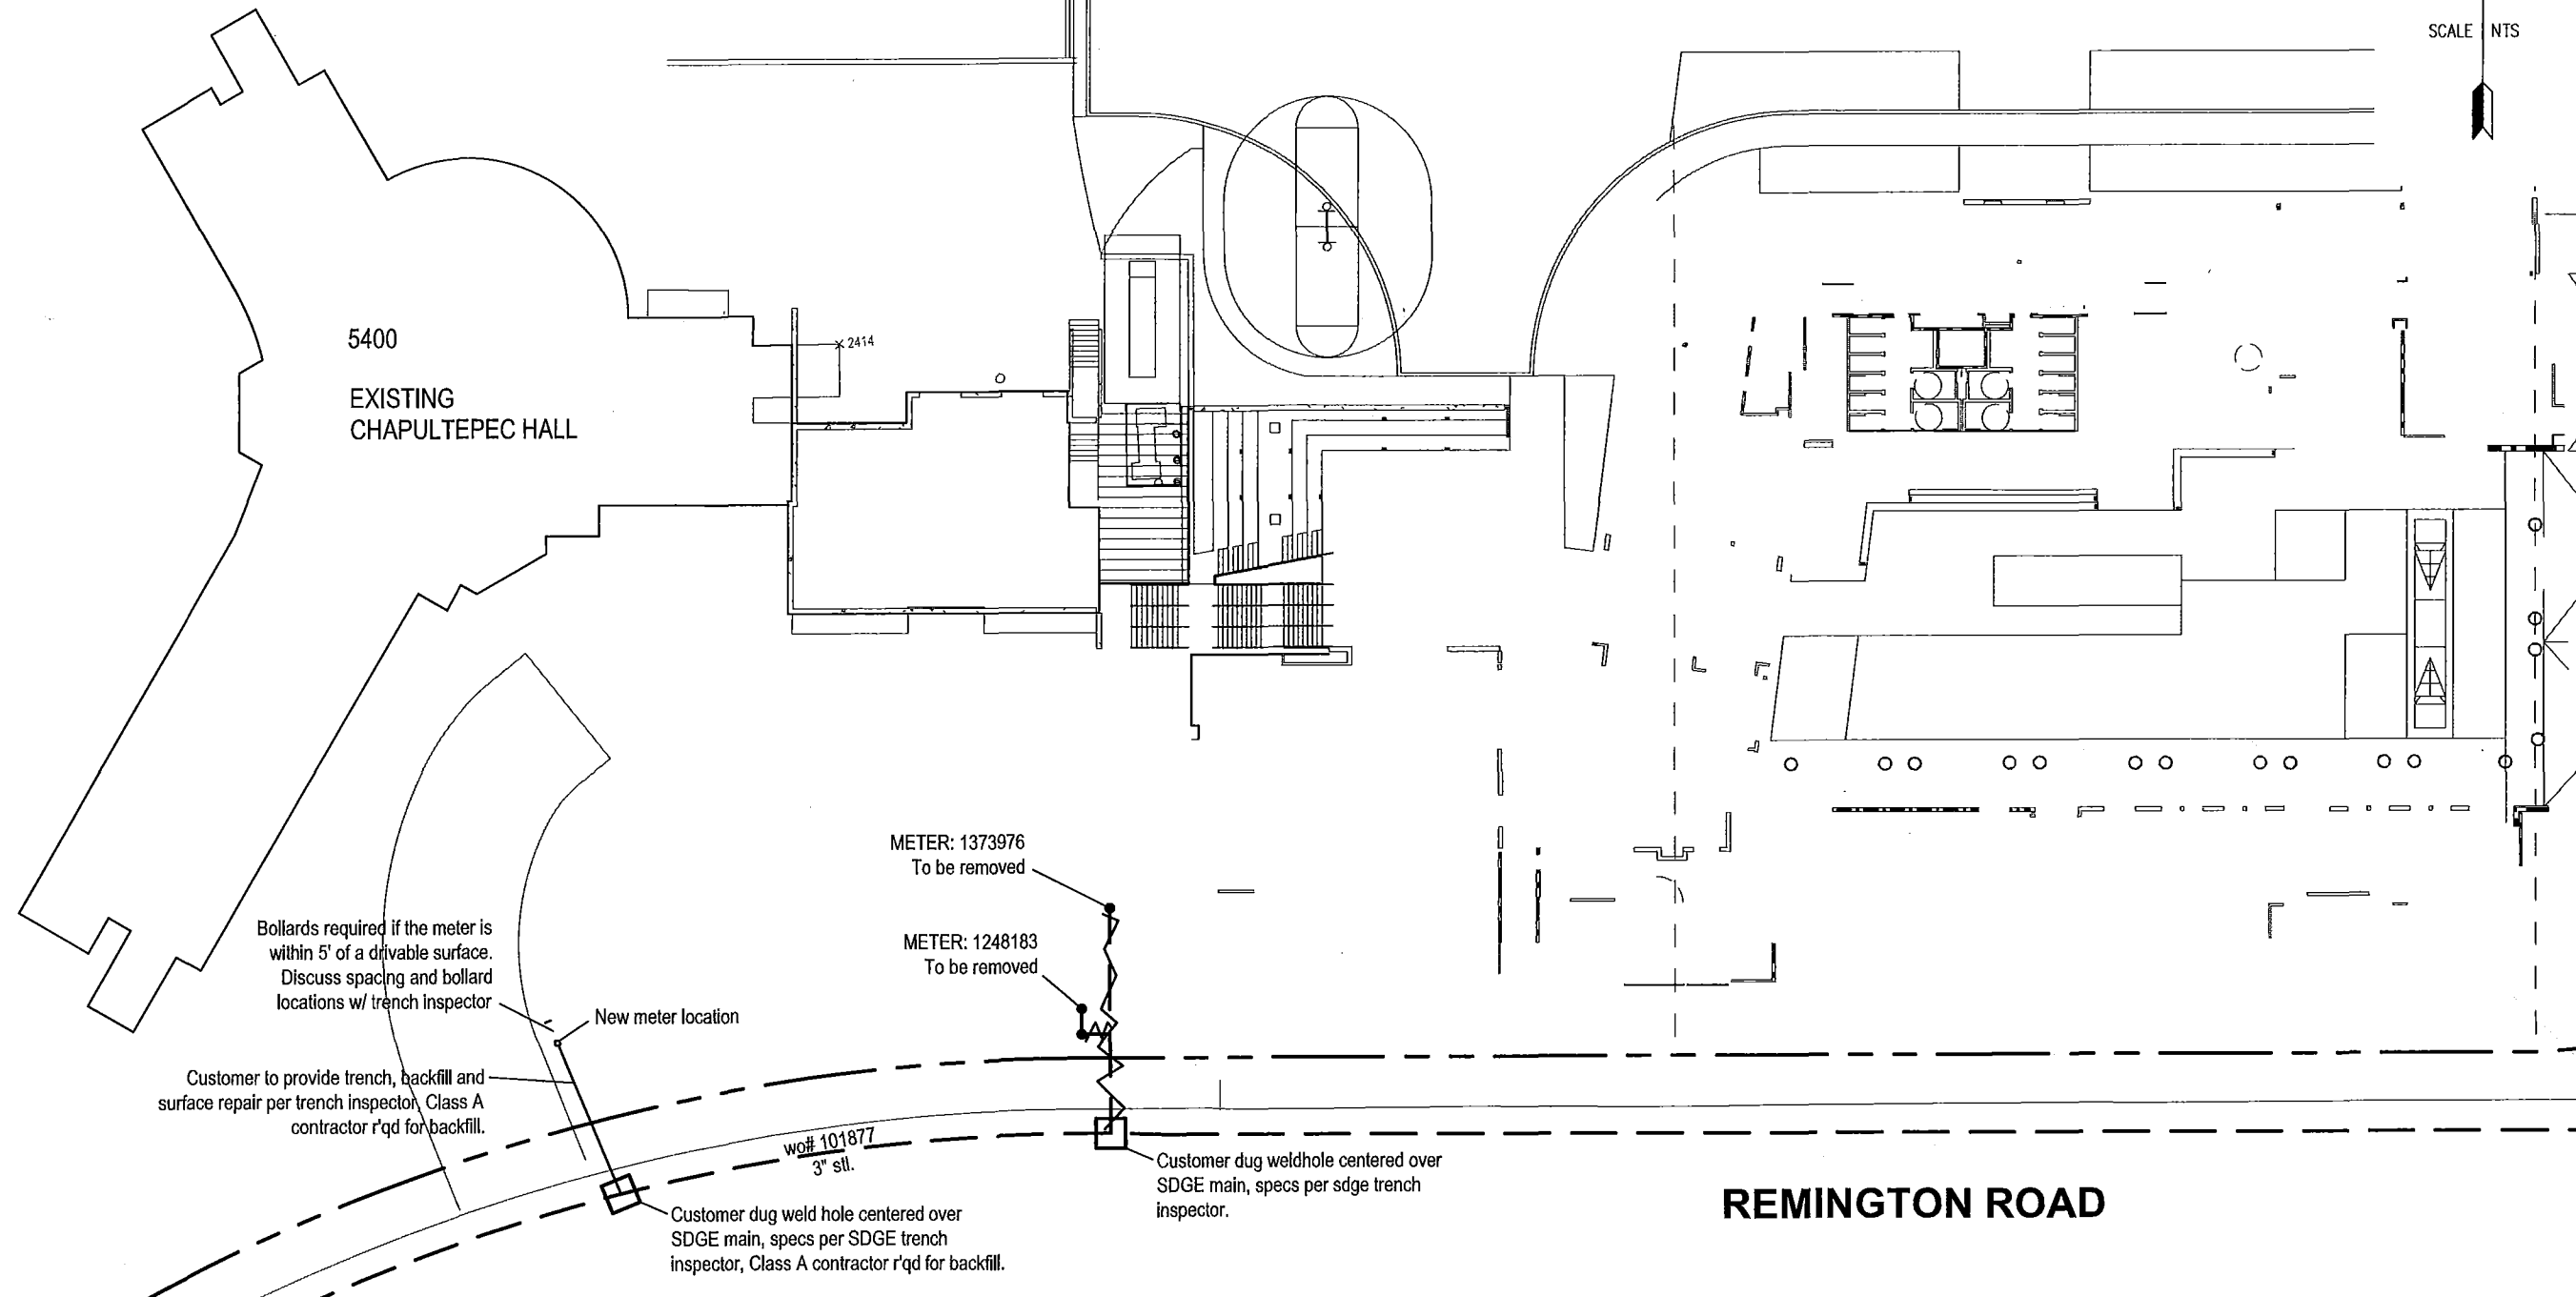 SCALE NTS
2414
5400
EXISTING
CHAPULTEPEC HALL
METER: 1373976
To be removed
METER: 1248183
To be removed
Bollards required if the meter is
within 5' of a drivable surface.
Discuss spacing and bollard
locations w/ trench inspector
New meter location
Customer to provide trench, backfill and
surface repair per trench inspector, Class A
contractor r'qd for backfill.
wo# 101877
3" stl.
Customer dug weldhole centered over
SDGE main, specs per sdge trench
inspector.
REMINGTON ROAD
Customer dug weld hole centered over
SDGE main, specs per SDGE trench
inspector, Class A contractor r'qd for backfill.